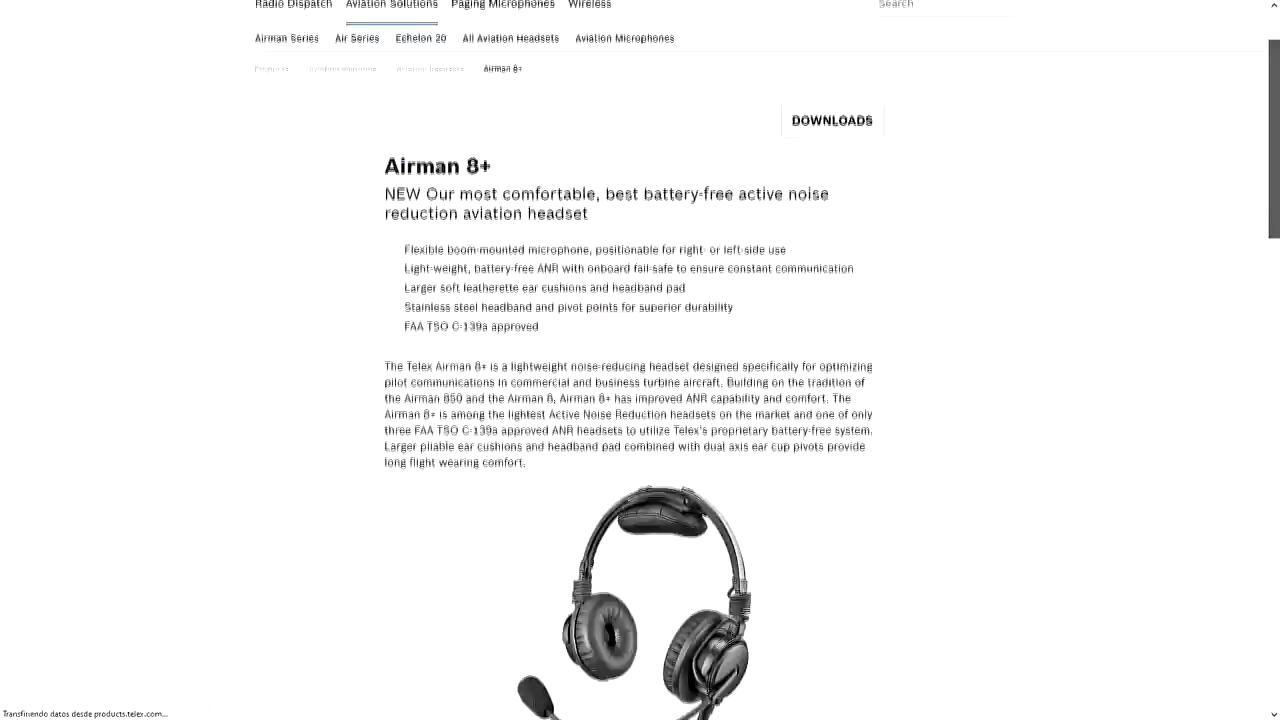 Radio Dispatch Aviation Solutions Paging Microphones Wireless Search
Airman Series Air Series Echelon 20 All Aviation Headsets Aviation Microphones
Products Airman 8+
DOWNLOADS
Airman 8+
NEW Our most comfortable, best battery-free active noise
reduction aviation headset
Flexible boom-mounted microphone, positionable for right- or left-side use
Light-weight, battery-free ANR with onboard fail-safe to ensure constant communication
Larger soft leatherette ear cushions and headband pad
Stainless steel headband and pivot points for superior durability
FAA TSO C-139a approved
The Telex Airman 8+ is a lightweight noise-reducing headset designed specifically for optimizing
pilot communications in commercial and business turbine aircraft. Building on the tradition of
the Airman 850 and the Airman 8, Airman 8+ has improved ANR capability and comfort. The
Airman 8+ is among the lightest Active Noise Reduction headsets on the market and one of only
three FAA TSO C-139a approved ANR headsets to utilize Telex's proprietary battery-free system.
Larger pliable ear cushions and headband pad combined with dual axis ear cup pivots provide
long flight wearing comfort.
Transfiriendo datos desde products.telex.com...